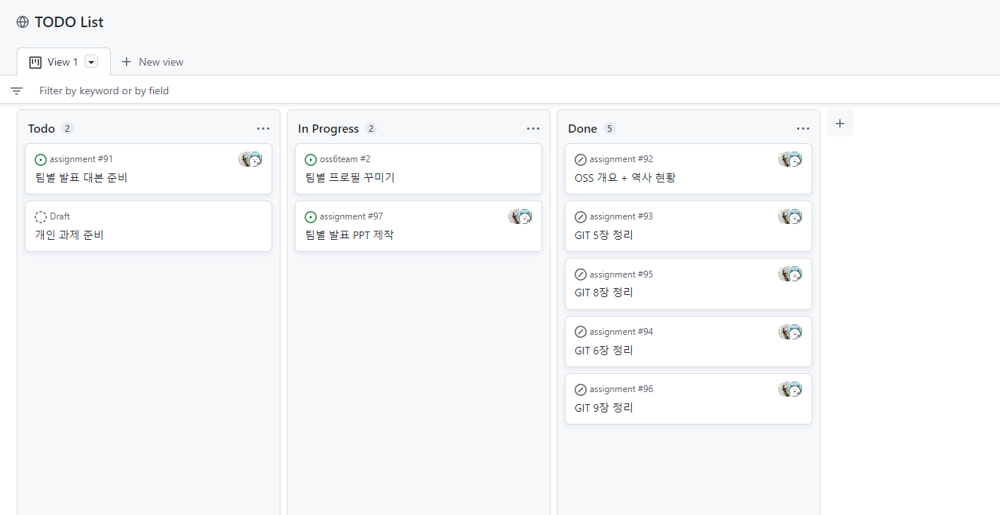 TODO List
View 1
New view
Filter by keyword or by field
Todo 2
assignment #91
팀별 발표 대본 준비
Draft
개인 과제 준비
In Progress 2
oss6team #2
팀별 프로필 꾸미기
assignment #97
팀별 발표 PPT 제작
Done 5
assignment #92
OSS 개요 + 역사 현황
assignment #93
GIT 5장 정리
assignment #95
GIT 8장 정리
assignment #94
GIT 6장 정리
assignment #96
GIT 9장 정리